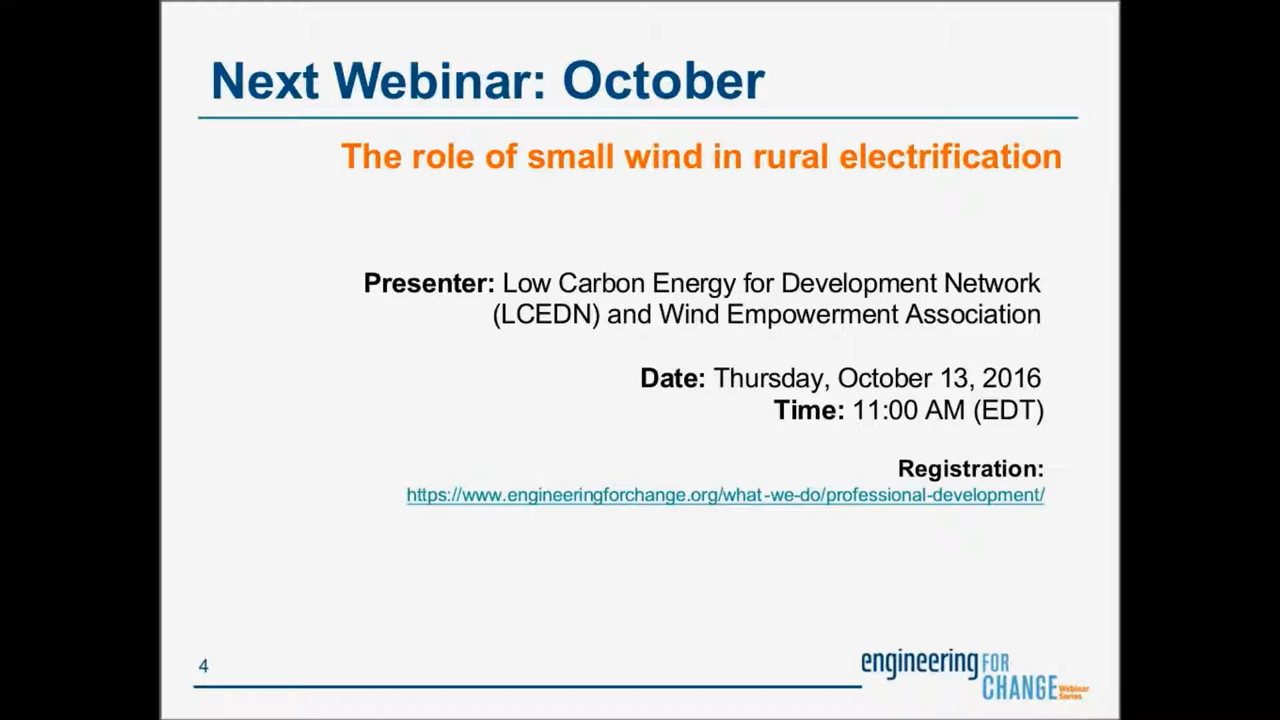 Next Webinar: October
The role of small wind in rural electrification
Presenter: Low Carbon Energy for Development Network
(LCEDN) and Wind Empowerment Association
Date: Thursday, October 13, 2016
Time: 11:00 AM (EDT)
Registration:
https://www.engineeringforchange.org/what-we-do/professional-development/
4
engineering FOR
CHANGE Webinar
Series